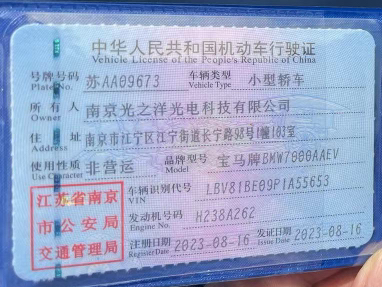 中华人民共和国机动车行驶证
Vehicle License of the People's Republic of China
号牌号码 苏AA09673 车辆类型 小型轿车
Plate No. Vehicle Type
所有人 南京光之洋光电科技有限公司
Owner
住址 南京市江宁区江宁街道长宁路88号1幢103室
Address
使用性质 非营运 品牌型号 宝马牌BMW7000AAEV
Use Character Model
江苏省南京 车辆识别代号 LBV81BE09PIA55653
VIN
市公安局 发动机号码 H238A262
Engine No.
交通管理局 注册日期 2023-08-16 发证日期 2023-08-16
Register Date Issue Date